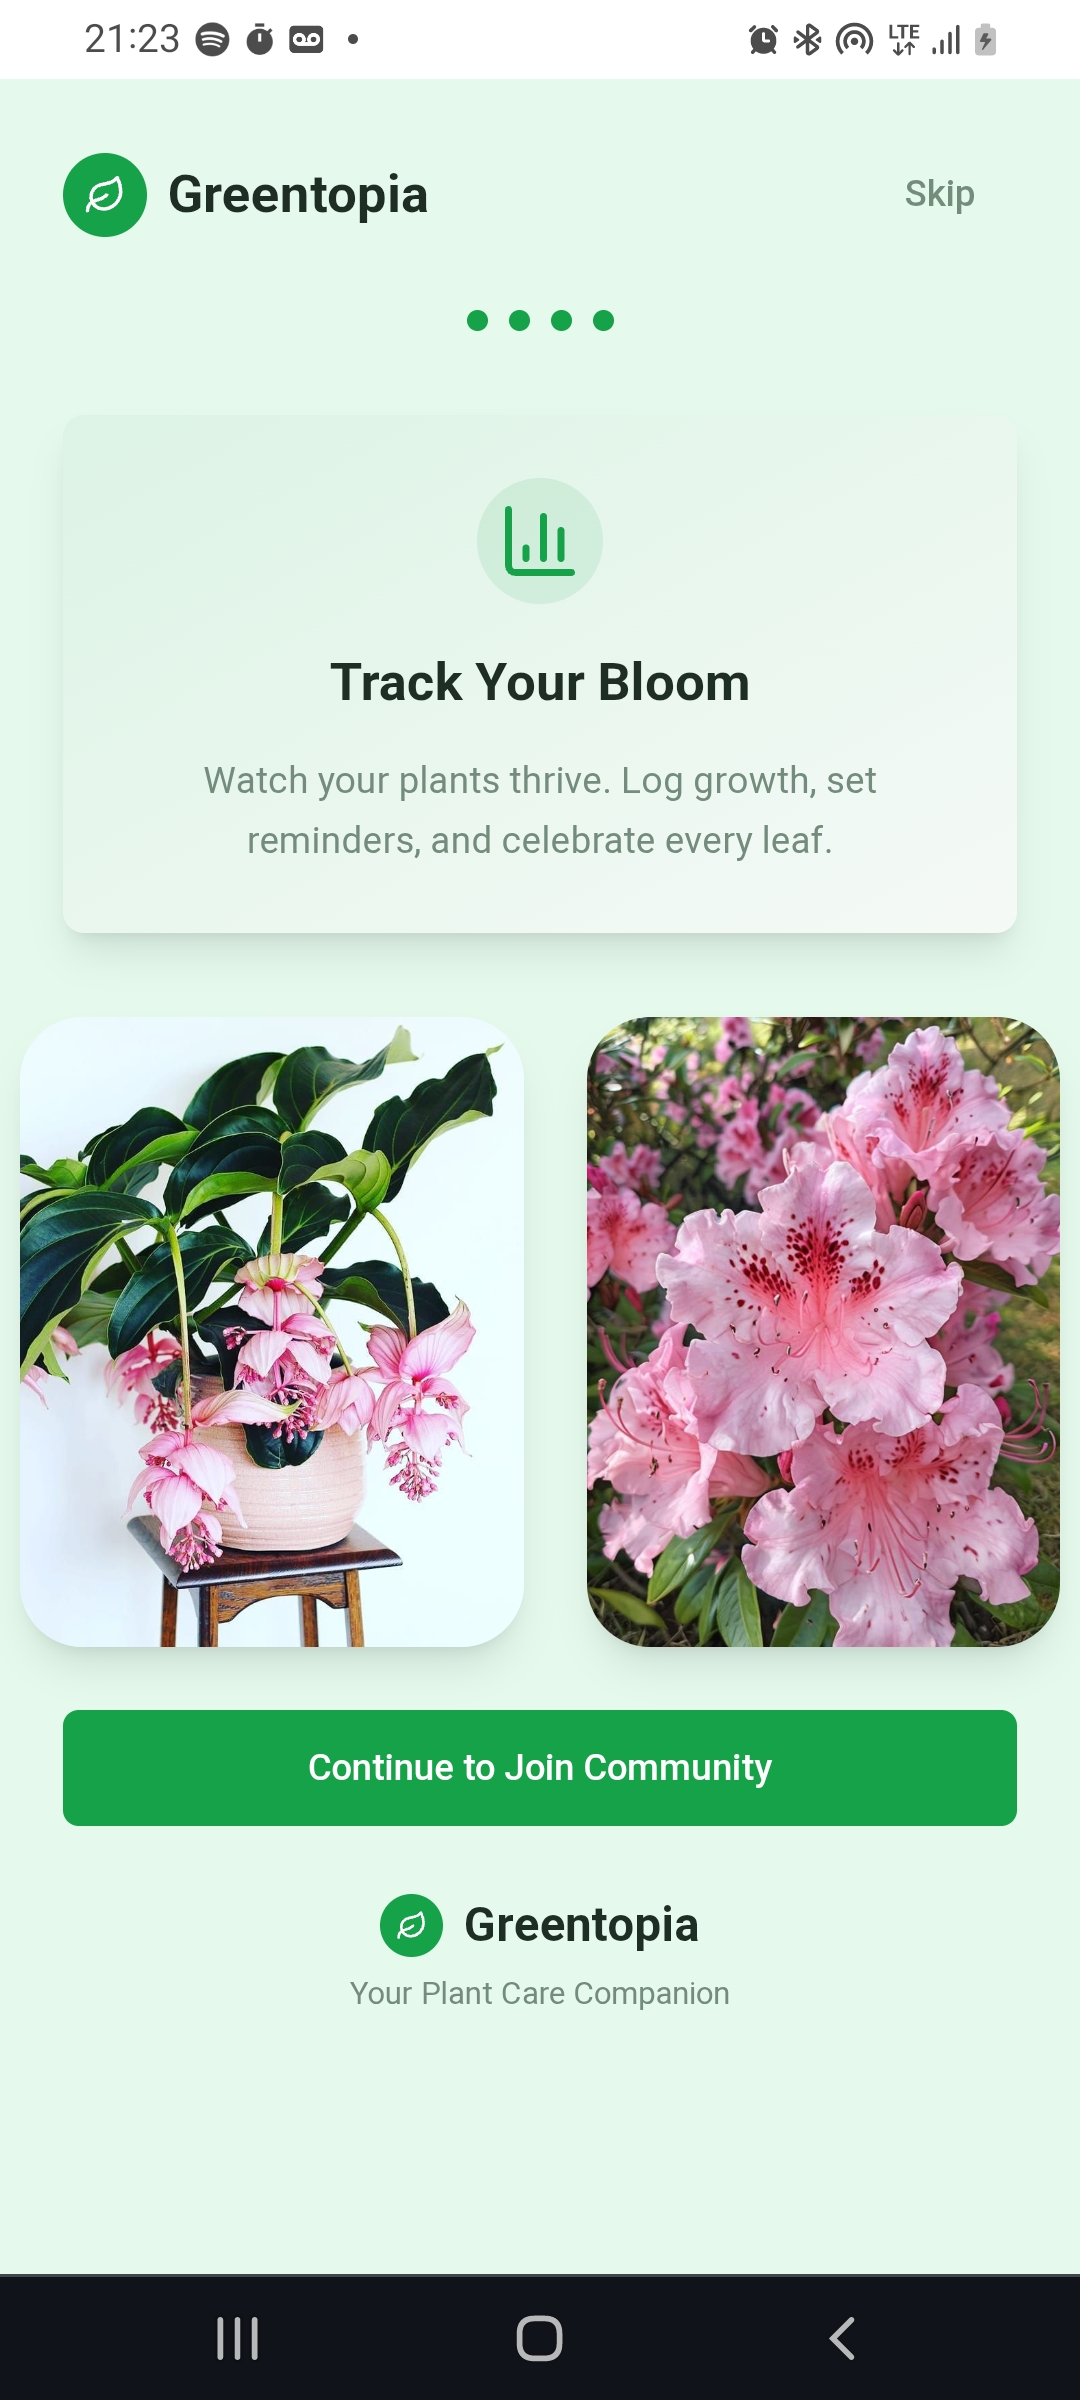 21:23
LTE
Greentopia
Skip
Track Your Bloom
Watch your plants thrive. Log growth, set
reminders, and celebrate every leaf.
Continue to Join Community
Greentopia
Your Plant Care Companion